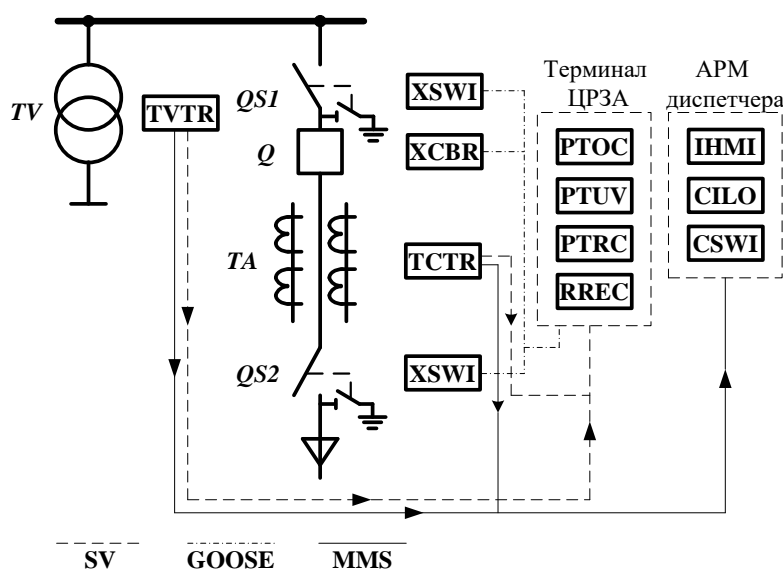 TV
TVTR
QS1
Q
TA
QS2
XSWI
XCBR
TCTR
XSWI
Терминал
ЦРЗА
PTOC
PTUV
PTRC
RREC
АРМ
диспетчера
IHMI
CILO
CSWI
SV
GOOSE
MMS